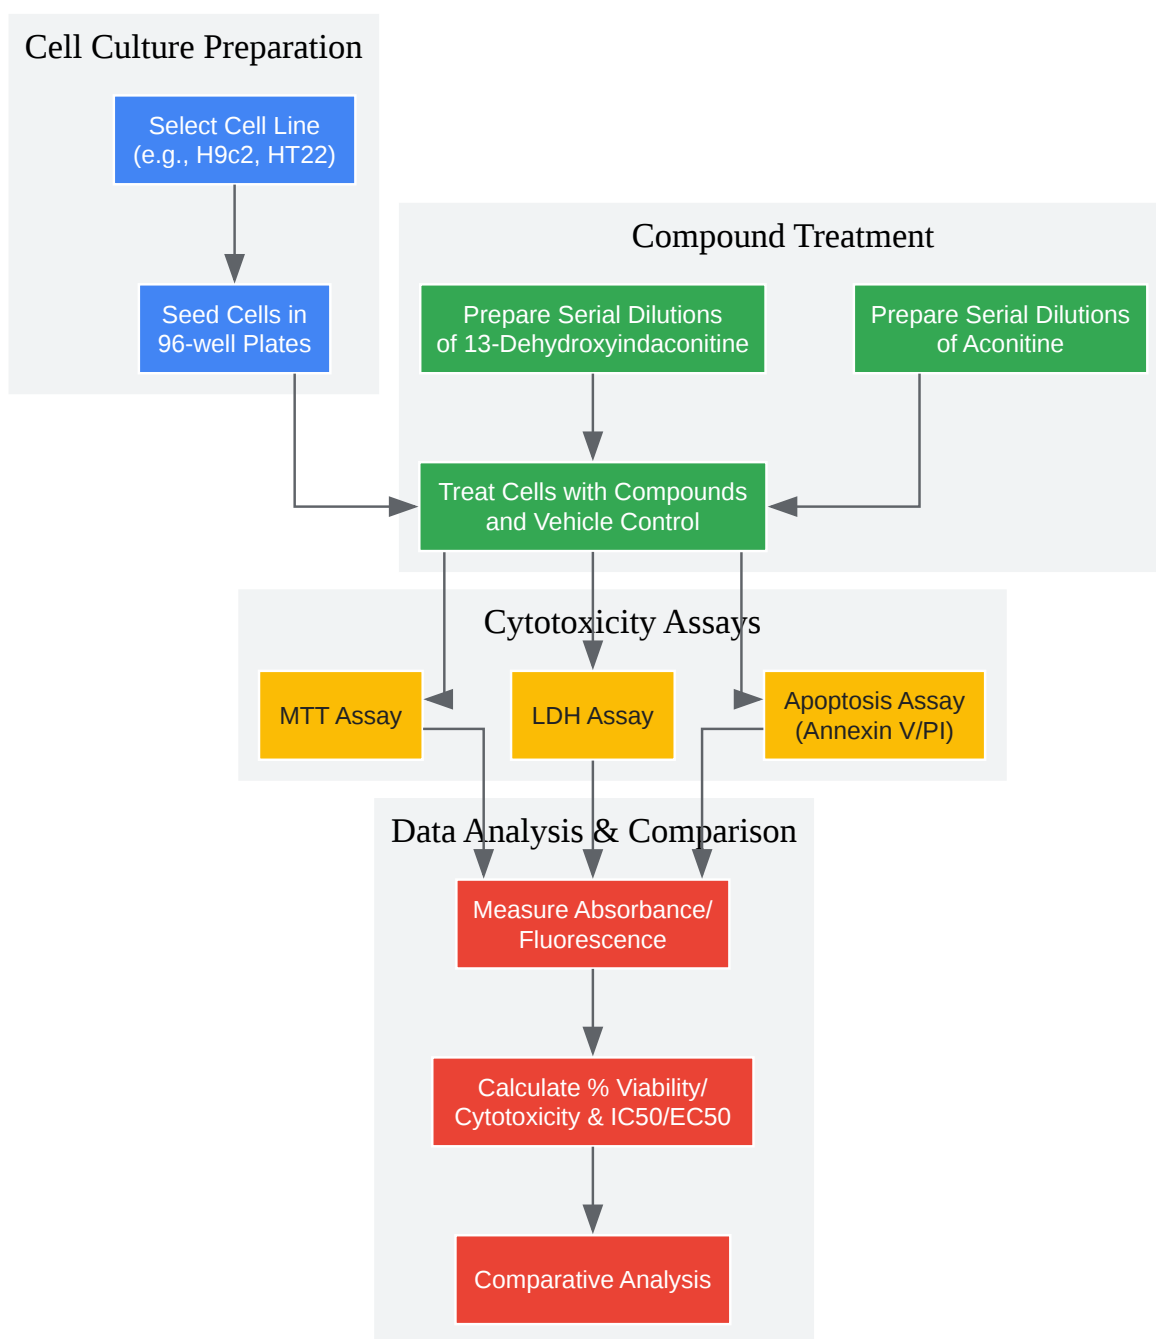 Cell Culture Preparation
Select Cell Line
(e.g., H9c2, HT22)
Seed Cells in
96-well Plates
Compound Treatment
Prepare Serial Dilutions
of 13-Dehydroxyindaconitine
Prepare Serial Dilutions
of Aconitine
Treat Cells with Compounds
and Vehicle Control
Cytotoxicity Assays
MTT Assay
LDH Assay
Apoptosis Assay
(Annexin V/PI)
Data Analysis & Comparison
Measure Absorbance/
Fluorescence
Calculate % Viability/
Cytotoxicity & IC50/EC50
Comparative Analysis